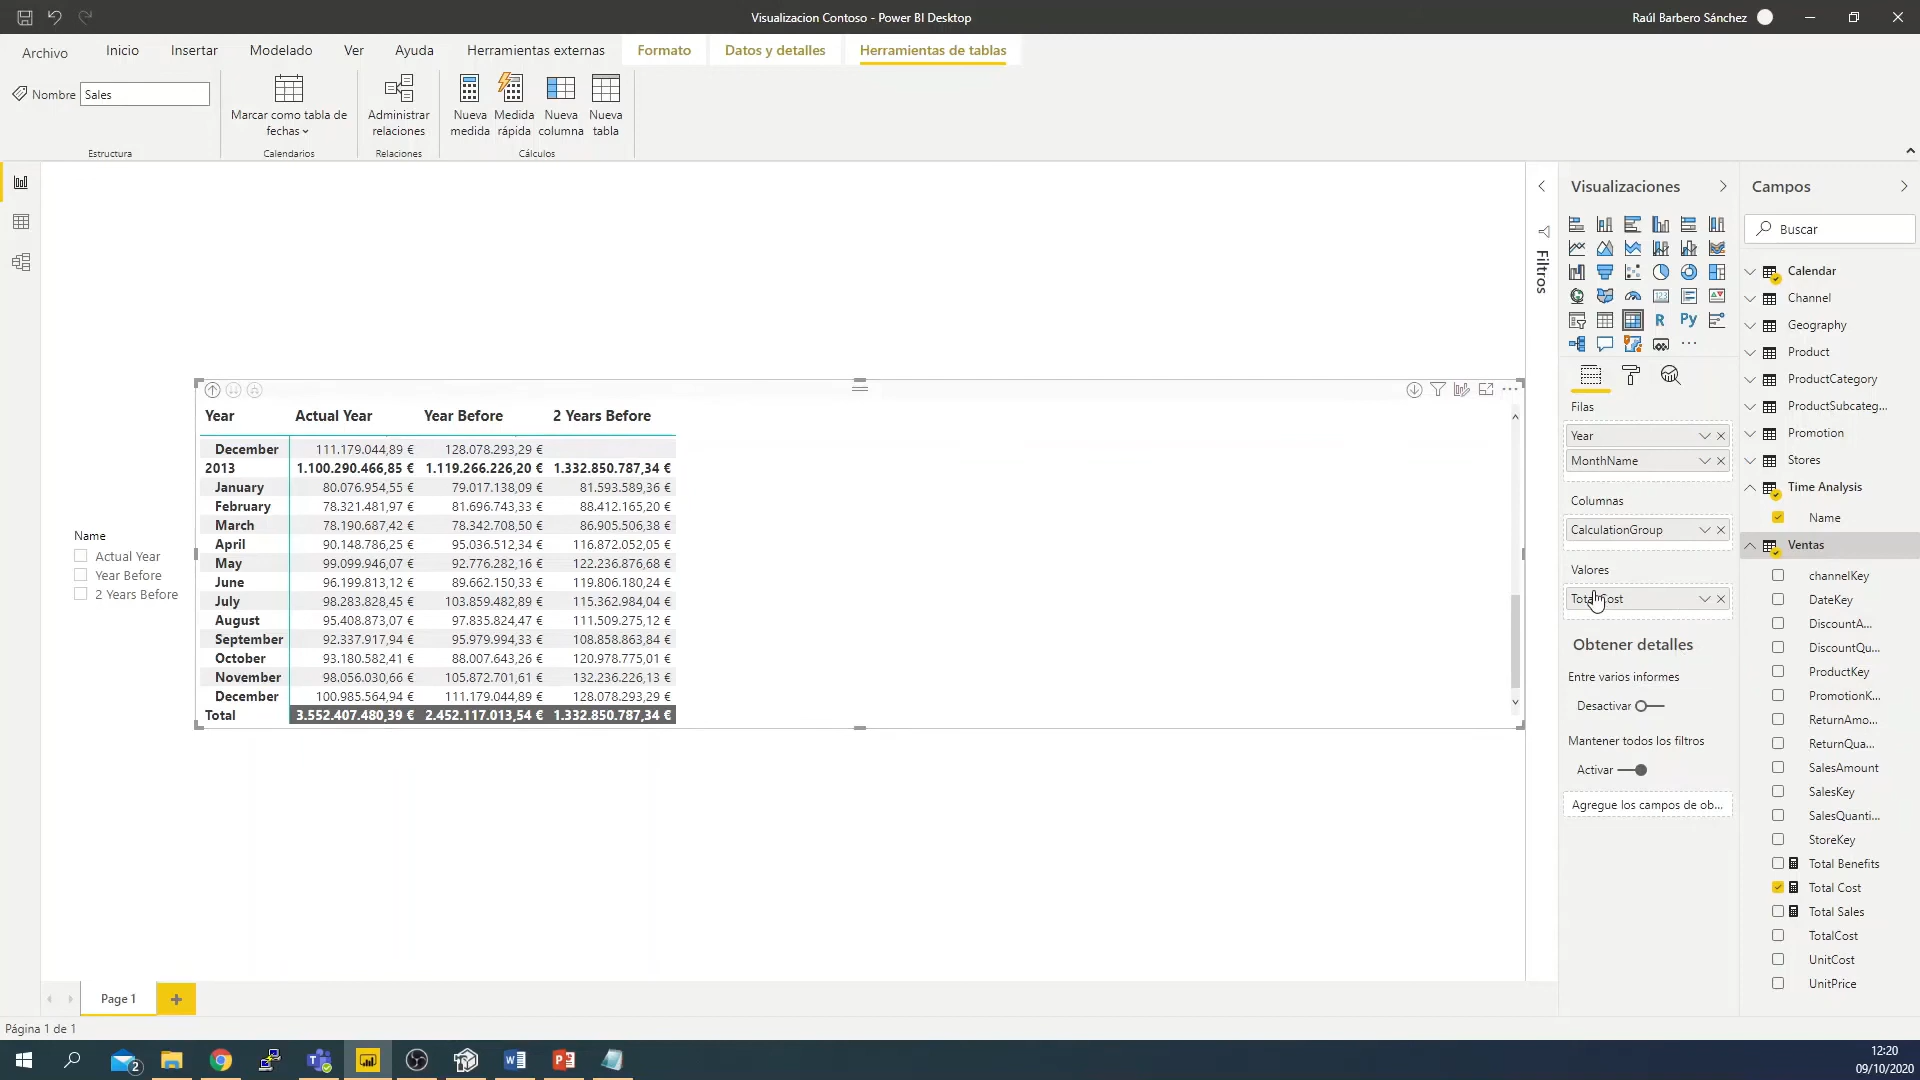 Visualizacion Contoso - Power BI Desktop
Raúl Barbero Sánchez
Archivo
Inicio
Insertar
Modelado
Ver
Ayuda
Herramientas externas
Formato
Datos y detalles
Herramientas de tablas
Nombre
Sales
Marcar como tabla de
fechas
Administrar
relaciones
Nueva
medida
Medida
rápida
Nueva
columna
Nueva
tabla
Estructura
Calendarios
Relaciones
Cálculos
Name
Actual Year
Year Before
2 Years Before
Year Actual Year Year Before 2 Years Before
December 111.179.044,89 € 128.078.293,29 €
2013 1.100.290.466,85 € 1.119.266.226,20 € 1.332.850.787,34 €
January 80.076.954,55 € 79.017.138,09 € 81.593.589,36 €
February 78.321.481,97 € 81.696.743,33 € 88.412.165,20 €
March 78.190.687,42 € 78.342.708,50 € 86.905.506,38 €
April 90.148.786,25 € 95.036.512,34 € 116.872.052,05 €
May 99.099.946,07 € 92.776.282,16 € 122.236.876,68 €
June 96.199.813,12 € 89.662.150,33 € 119.806.180,24 €
July 98.283.828,45 € 103.859.482,89 € 115.362.984,04 €
August 95.408.873,07 € 97.835.824,47 € 111.509.275,12 €
September 92.337.917,94 € 95.979.994,33 € 108.858.863,84 €
October 93.180.582,41 € 88.007.643,26 € 120.978.775,01 €
November 98.056.030,66 € 105.872.701,61 € 132.236.226,13 €
December 100.985.564,94 € 111.179.044,89 € 128.078.293,29 €
Total 3.552.407.480,39 € 2.452.117.013,54 € 1.332.850.787,34 €
Filtros
Visualizaciones
123
R
Py
Filas
Year
MonthName
Columnas
CalculationGroup
Valores
Obtener detalles
Entre varios informes
Desactivar
Mantener todos los filtros
Activar
Agregue los campos de ob...
Campos
Buscar
Calendar
Channel
Geography
Product
ProductCategory
ProductSubcateg...
Promotion
Stores
Time Analysis
Name
Ventas
channelKey
DateKey
DiscountA...
DiscountQu...
ProductKey
PromotionK...
ReturnAmo...
ReturnQua...
SalesAmount
SalesKey
SalesQuanti...
StoreKey
Total Benefits
Total Cost
Total Sales
TotalCost
UnitCost
UnitPrice
Page 1
Página 1 de 1
2
12:20
09/10/2020